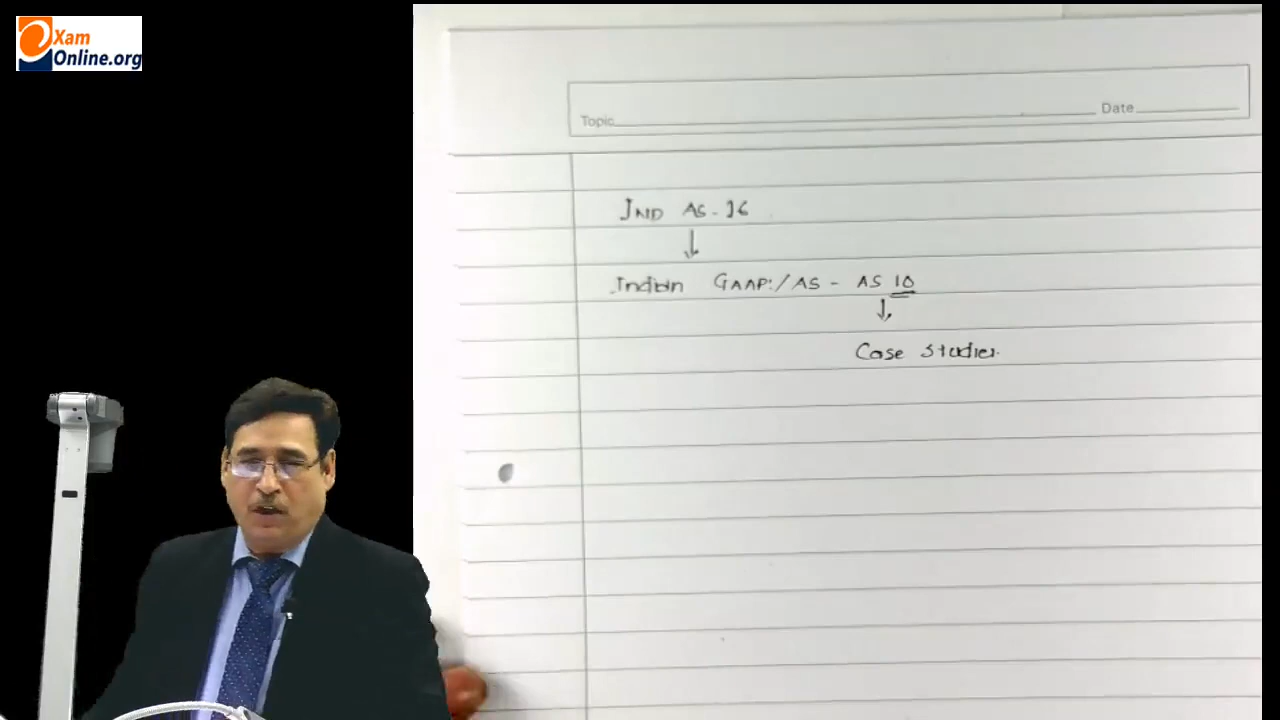 Xam
Online.org
Topic
Date
IND AS - 16
↓
Indian GAAP:/AS - AS 10
↓
Case Studies.